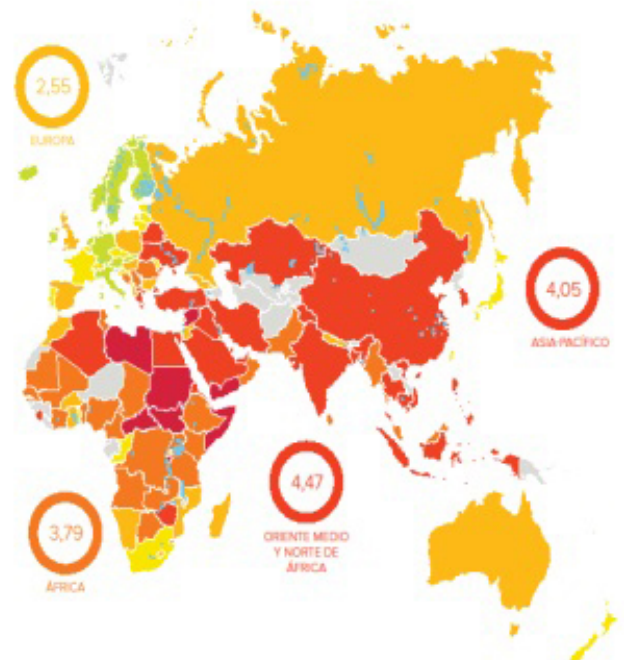 2,55
EUROPA
4,05
ASIA-PACÍFICO
4,47
ORIENTE MEDIO
Y NORTE DE
ÁFRICA
3,79
ÁFRICA